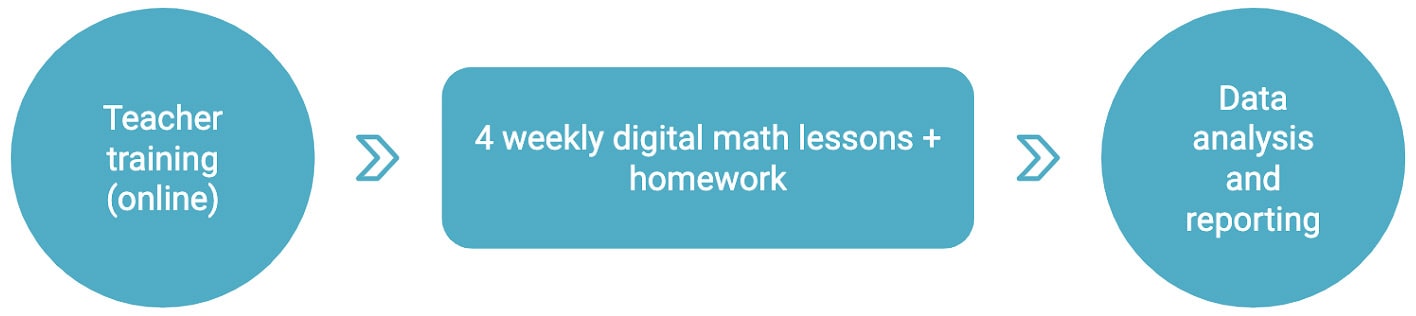 Teacher
training
(online)
4 weekly digital math lessons +
homework
Data
analysis
and
reporting